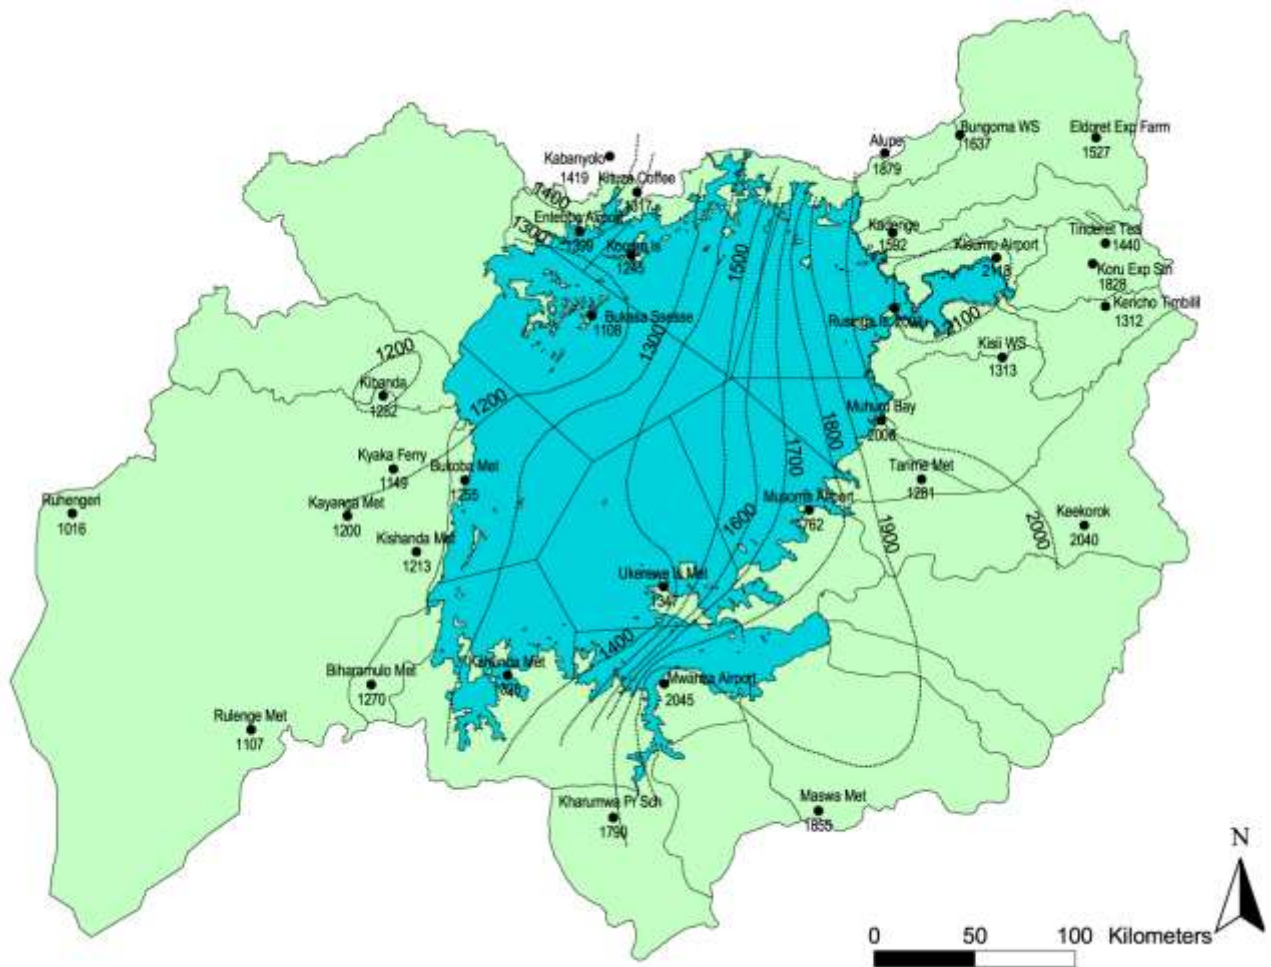 Bungoma WS
1637
Eldoret Exp Farm
1527
Alupe
1879
Kabanyolo
1419
Kituza Coffee
1317
1400
1300
Entebbe Airport
1399
Koome Is
1500
Kadenge
1592
Kisumu Airport
2118
Tinderet Tea
1440
Koru Exp Stn
1828
Kericho Timbilil
1312
Bukasa Ssesse
1108
1300
Rusinga Is
2100
Kisii WS
1313
1200
Kibanda
1282
1200
Muhuru Bay
2008
1800
1700
Kyaka Ferry
1149
Bukoba Met
1255
Tarime Met
1281
Ruhengeri
1016
Kayanga Met
1200
Musoma Airport
1600
1900
2000
Keekorok
2040
Kishanda Met
1213
Ukerewe Is Met
1347
1400
Biharamulo Met
1270
Mwanza Airport
2045
Rulenge Met
1107
Kharumwa Pr Sch
1790
Maswa Met
1855
N
0 50 100 Kilometers